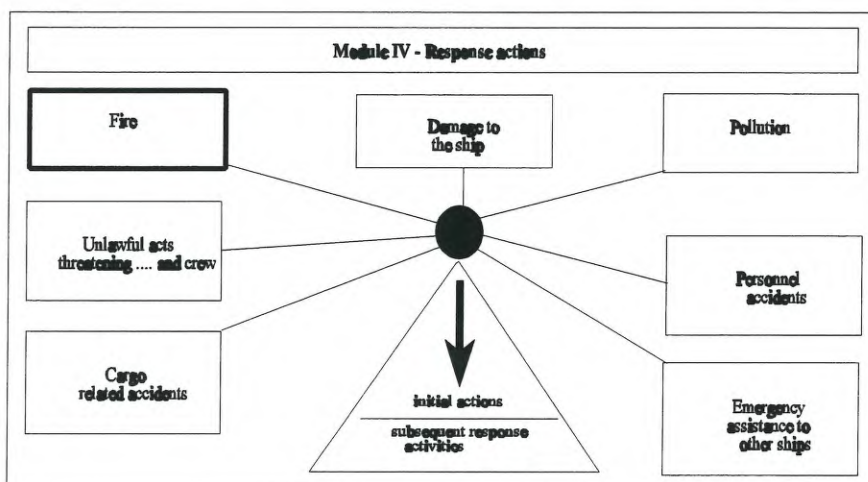 Module IV - Response actions
Fire
Damage to
the ship
Pollution
Unlawful acts
threatening .... and crew
Personnel
accidents
Cargo
related accidents
initial actions
subsequent response
activities
Emergency
assistance to
other ships